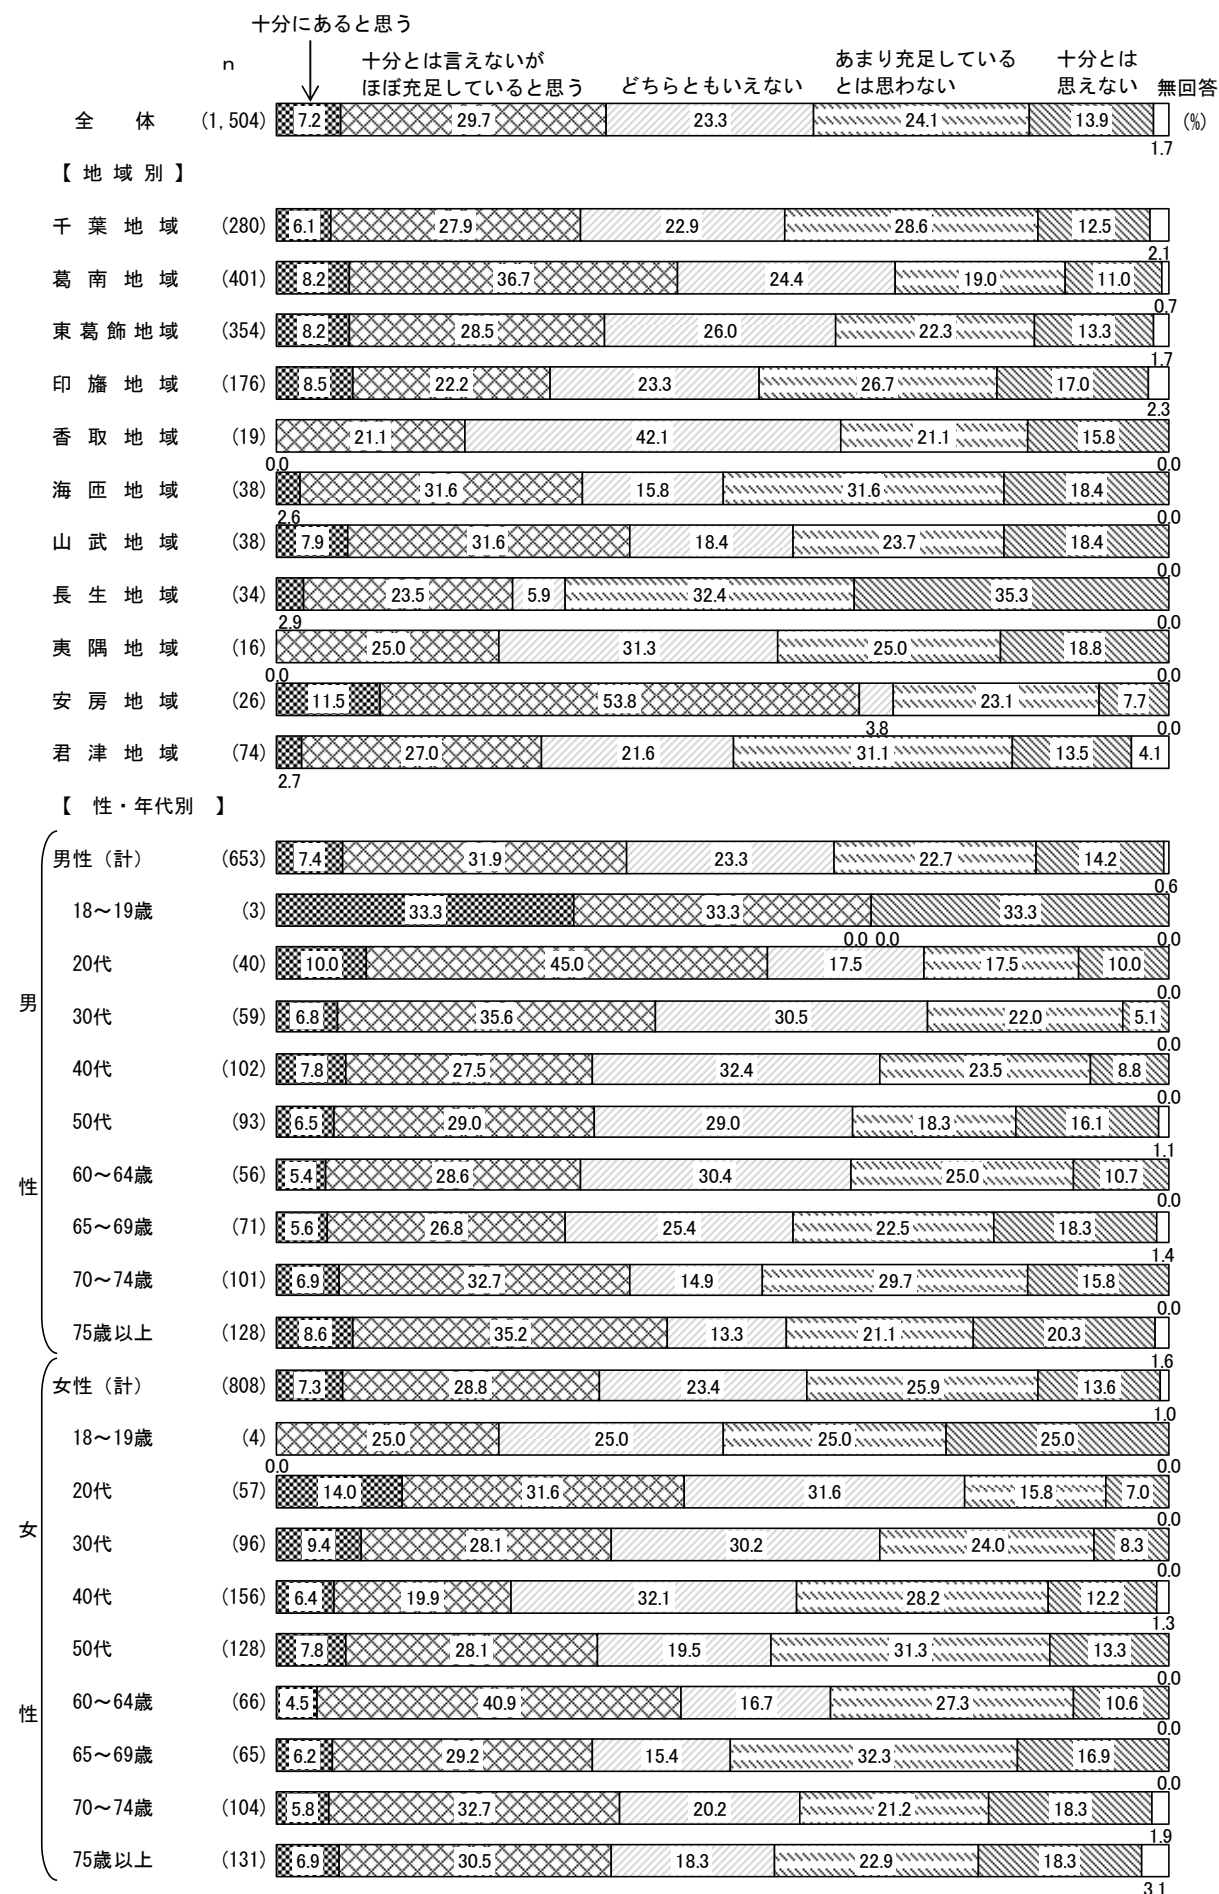 十分にあると思う
n
十分とは言えないが
ほぼ充足していると思う
どちらともいえない
あまり充足している
とは思わない
十分とは
思えない
無回答
全 体 (1,504) 7.2 29.7 23.3 24.1 13.9 (%)
1.7
【 地 域 別 】
千 葉 地 域 (280) 6.1 27.9 22.9 28.6 12.5
2.1
葛 南 地 域 (401) 8.2 36.7 24.4 19.0 11.0
0.7
東 葛 飾 地 域 (354) 8.2 28.5 26.0 22.3 13.3
1.7
印 旛 地 域 (176) 8.5 22.2 23.3 26.7 17.0
2.3
香 取 地 域 (19) 21.1 42.1 21.1 15.8
0.0 0.0
海 匝 地 域 (38) 31.6 15.8 31.6 18.4
2.6 0.0
山 武 地 域 (38) 7.9 31.6 18.4 23.7 18.4
0.0
長 生 地 域 (34) 23.5 5.9 32.4 35.3
2.9 0.0
夷 隅 地 域 (16) 25.0 31.3 25.0 18.8
0.0 0.0
安 房 地 域 (26) 11.5 53.8 23.1 7.7
3.8 0.0
君 津 地 域 (74) 27.0 21.6 31.1 13.5 4.1
2.7
【 性・年代別 】
男性（計） (653) 7.4 31.9 23.3 22.7 14.2
0.6
18～19歳 (3) 33.3 33.3 33.3
0.0 0.0 0.0
20代 (40) 10.0 45.0 17.5 17.5 10.0
0.0
男
30代 (59) 6.8 35.6 30.5 22.0 5.1
0.0
40代 (102) 7.8 27.5 32.4 23.5 8.8
0.0
50代 (93) 6.5 29.0 29.0 18.3 16.1
1.1
性
60～64歳 (56) 5.4 28.6 30.4 25.0 10.7
0.0
65～69歳 (71) 5.6 26.8 25.4 22.5 18.3
1.4
70～74歳 (101) 6.9 32.7 14.9 29.7 15.8
0.0
75歳以上 (128) 8.6 35.2 13.3 21.1 20.3
1.6
女性（計） (808) 7.3 28.8 23.4 25.9 13.6
1.0
18～19歳 (4) 25.0 25.0 25.0 25.0
0.0 0.0
20代 (57) 14.0 31.6 31.6 15.8 7.0
0.0
女
30代 (96) 9.4 28.1 30.2 24.0 8.3
0.0
40代 (156) 6.4 19.9 32.1 28.2 12.2
1.3
50代 (128) 7.8 28.1 19.5 31.3 13.3
0.0
性
60～64歳 (66) 4.5 40.9 16.7 27.3 10.6
0.0
65～69歳 (65) 6.2 29.2 15.4 32.3 16.9
0.0
70～74歳 (104) 5.8 32.7 20.2 21.2 18.3
1.9
75歳以上 (131) 6.9 30.5 18.3 22.9 18.3
3.1